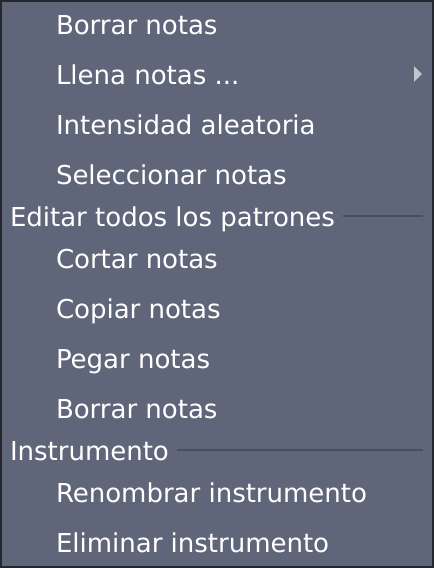 Borrar notas
Llena notas ...
Intensidad aleatoria
Seleccionar notas
Editar todos los patrones
Cortar notas
Copiar notas
Pegar notas
Borrar notas
Instrumento
Renombrar instrumento
Eliminar instrumento